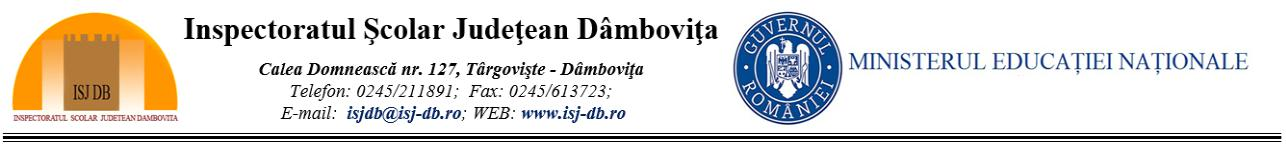 ISJ DB
INSPECTORATUL SCOLAR JUDETEAN DAMBOVITA
Inspectoratul Şcolar Judeţean Dâmboviţa
Calea Domnească nr. 127, Târgovişte - Dâmboviţa
Telefon: 0245/211891; Fax: 0245/613723;
E-mail: isjdb@isj-db.ro; WEB: www.isj-db.ro
GUVERNUL ROMÂNIEI
MINISTERUL EDUCAȚIEI NAȚIONALE